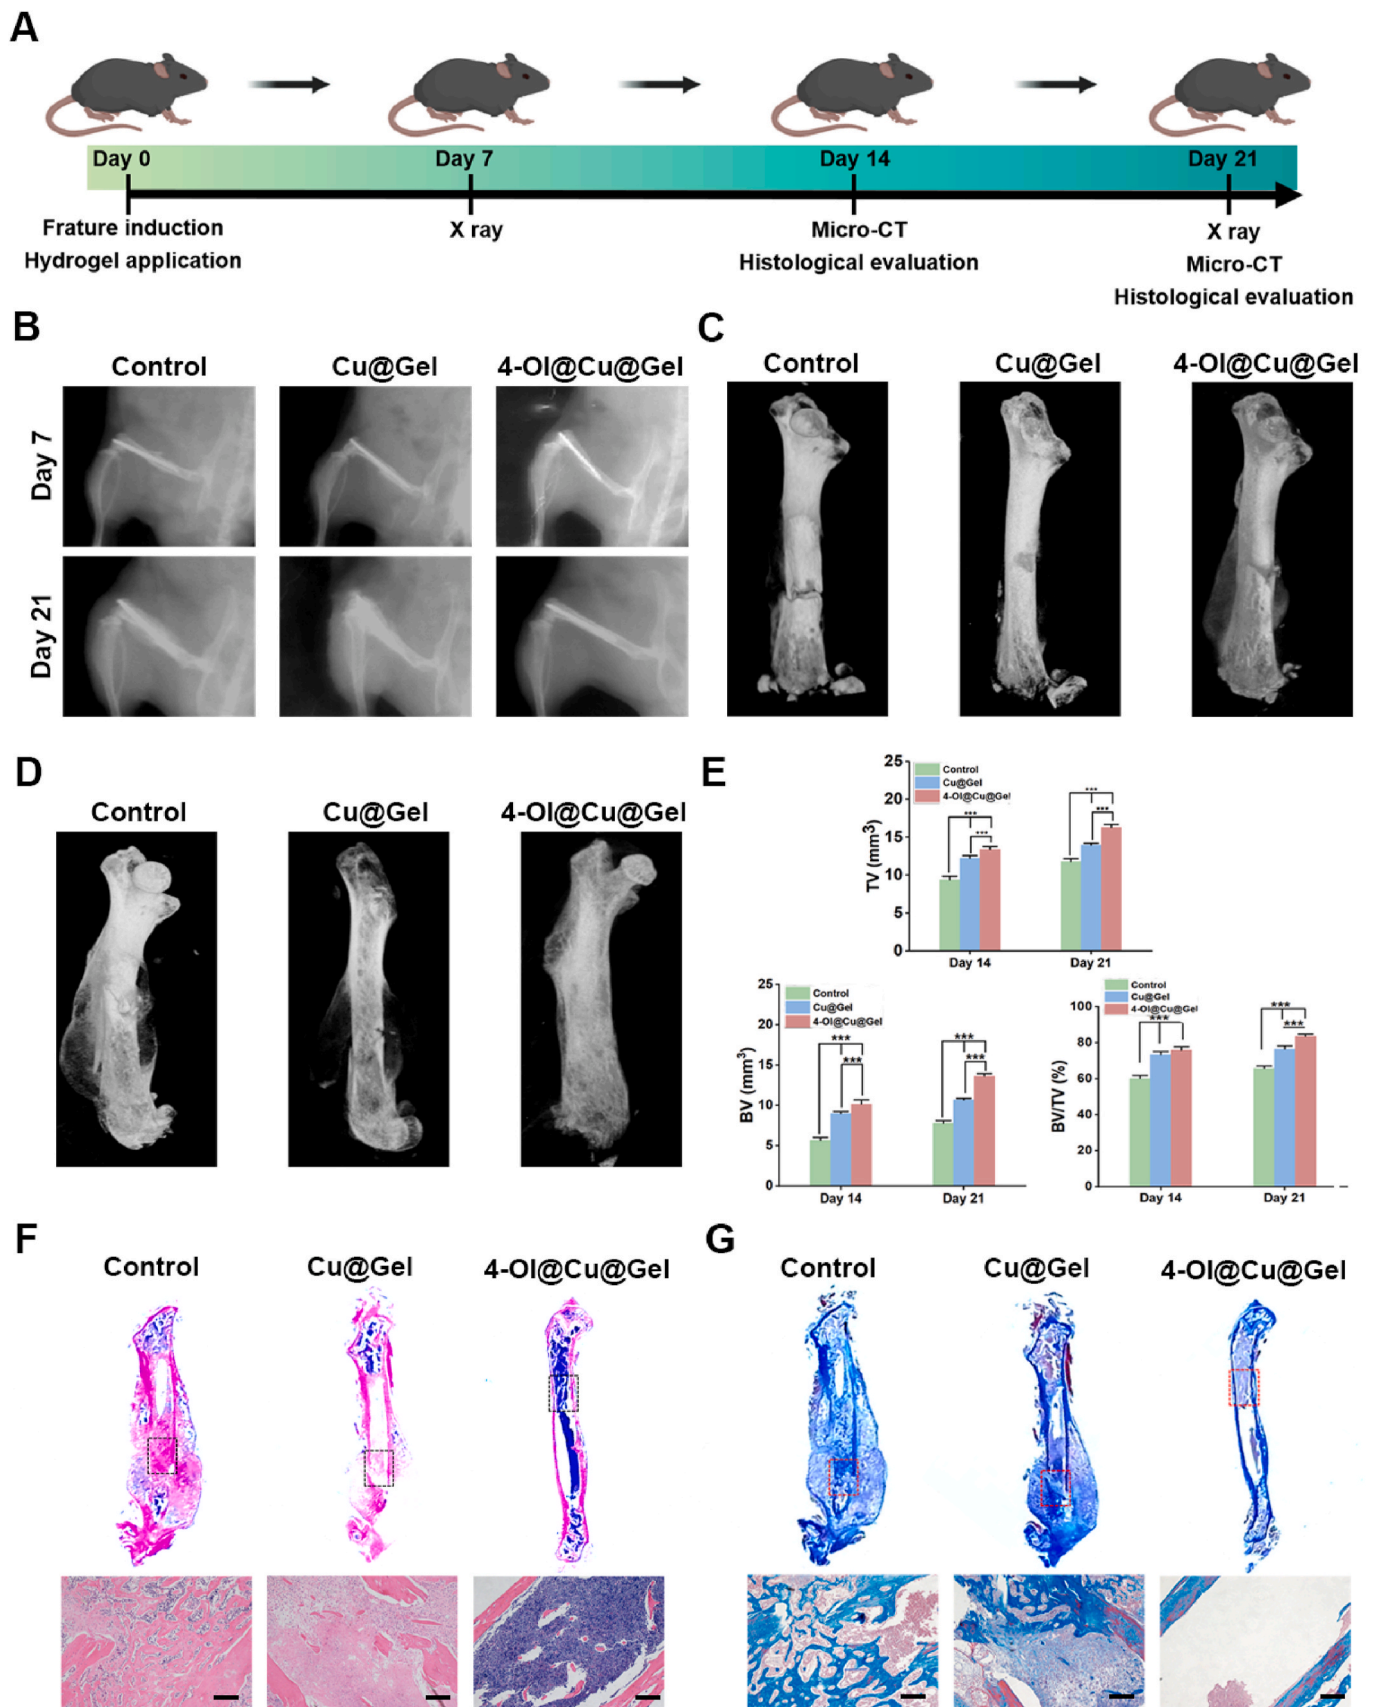 A
Day 0
Day 7
Day 14
Day 21
Frature induction
Hydrogel application
X ray
Micro-CT
Histological evaluation
X ray
Micro-CT
Histological evaluation
B
Control
Cu@Gel
4-OI@Cu@Gel
Day 7
Day 21
C
Control
Cu@Gel
4-OI@Cu@Gel
D
Control
Cu@Gel
4-OI@Cu@Gel
E
TV (mm3)
25
20
15
10
5
0
Control
Cu@Gel
4-OI@Cu@Gel
***
***
***
***
Day 14
Day 21
BV (mm3)
25
20
15
10
5
0
Control
Cu@Gel
4-OI@Cu@Gel
***
***
***
***
Day 14
Day 21
BV/TV (%)
100
80
60
40
20
0
Control
Cu@Gel
4-OI@Cu@Gel
***
***
***
Day 14
Day 21
F
Control
Cu@Gel
4-OI@Cu@Gel
G
Control
Cu@Gel
4-OI@Cu@Gel